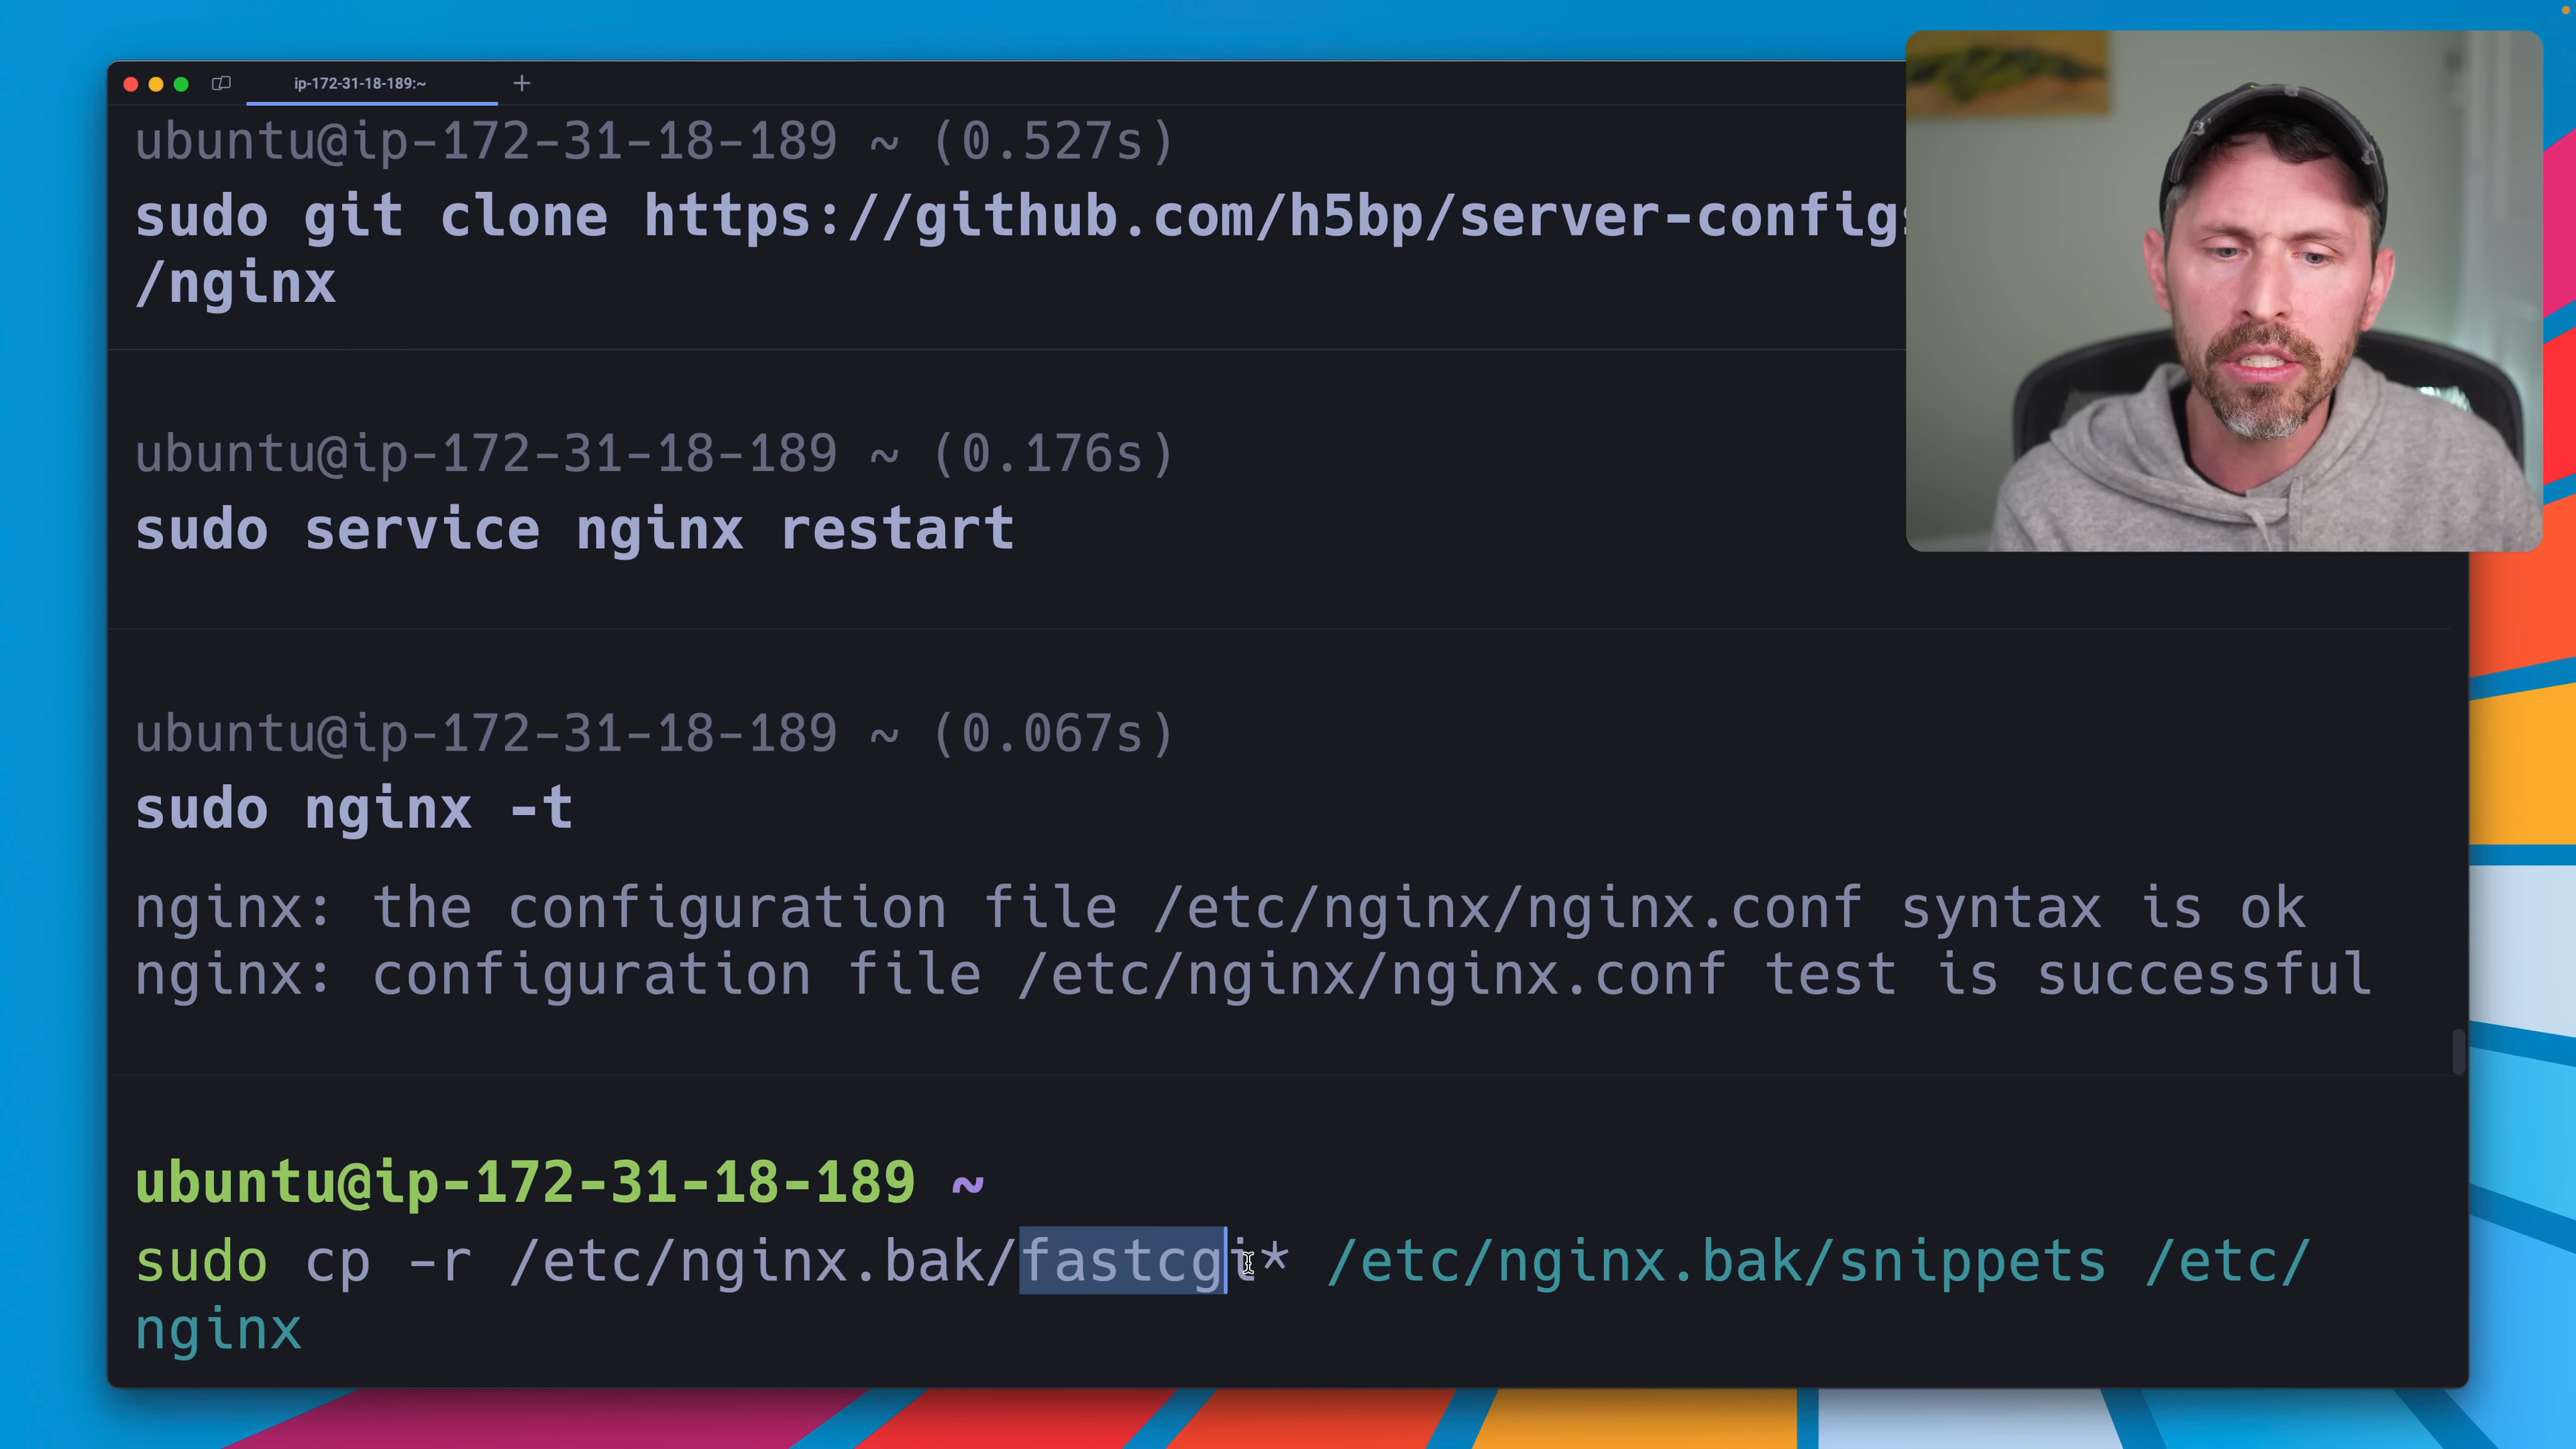 ip-172-31-18-189:~
ubuntu@ip-172-31-18-189 ~ (0.527s)
sudo git clone https://github.com/h5bp/server-configs
/nginx
ubuntu@ip-172-31-18-189 ~ (0.176s)
sudo service nginx restart
ubuntu@ip-172-31-18-189 ~ (0.067s)
sudo nginx -t
nginx: the configuration file /etc/nginx/nginx.conf syntax is ok
nginx: configuration file /etc/nginx/nginx.conf test is successful
ubuntu@ip-172-31-18-189 ~
sudo cp -r /etc/nginx.bak/fastcgi* /etc/nginx.bak/snippets /etc/
nginx